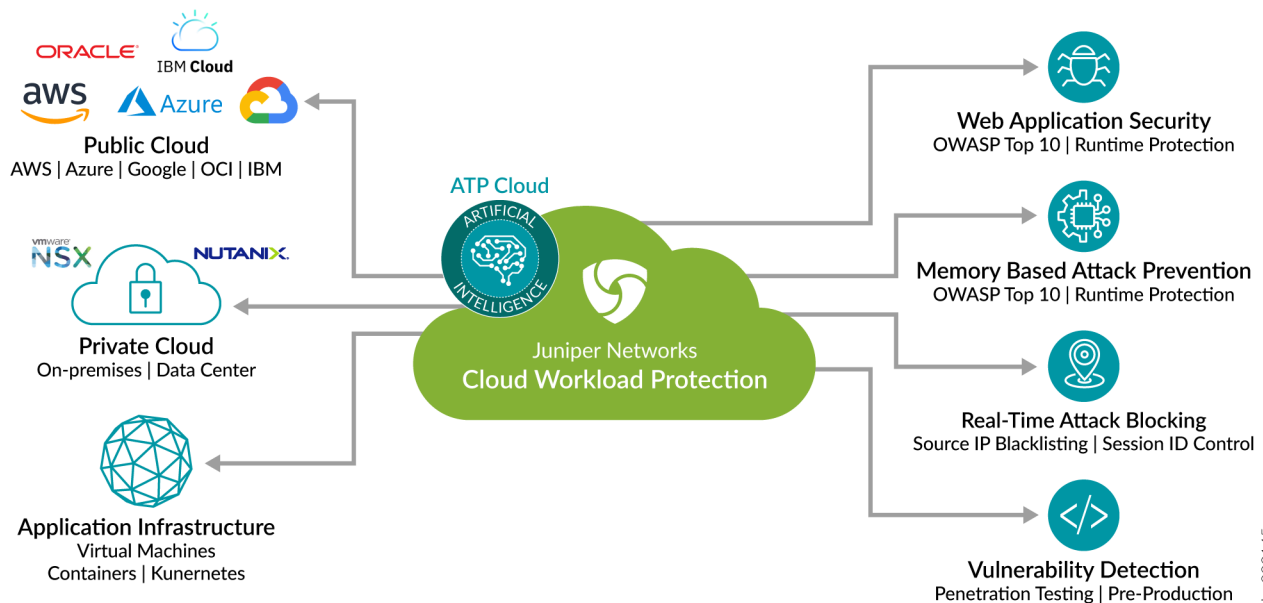 ORACLE
IBM Cloud
aws
Azure
Public Cloud
AWS | Azure | Google | OCI | IBM
vmware
NSX
NUTANIX
Private Cloud
On-premises | Data Center
Application Infrastructure
Virtual Machines
Containers | Kunernetes
ATP Cloud
ARTIFICIAL
INTELLIGENCE
Juniper Networks
Cloud Workload Protection
Web Application Security
OWASP Top 10 | Runtime Protection
Memory Based Attack Prevention
OWASP Top 10 | Runtime Protection
Real-Time Attack Blocking
Source IP Blacklisting | Session ID Control
</>
Vulnerability Detection
Penetration Testing | Pre-Production